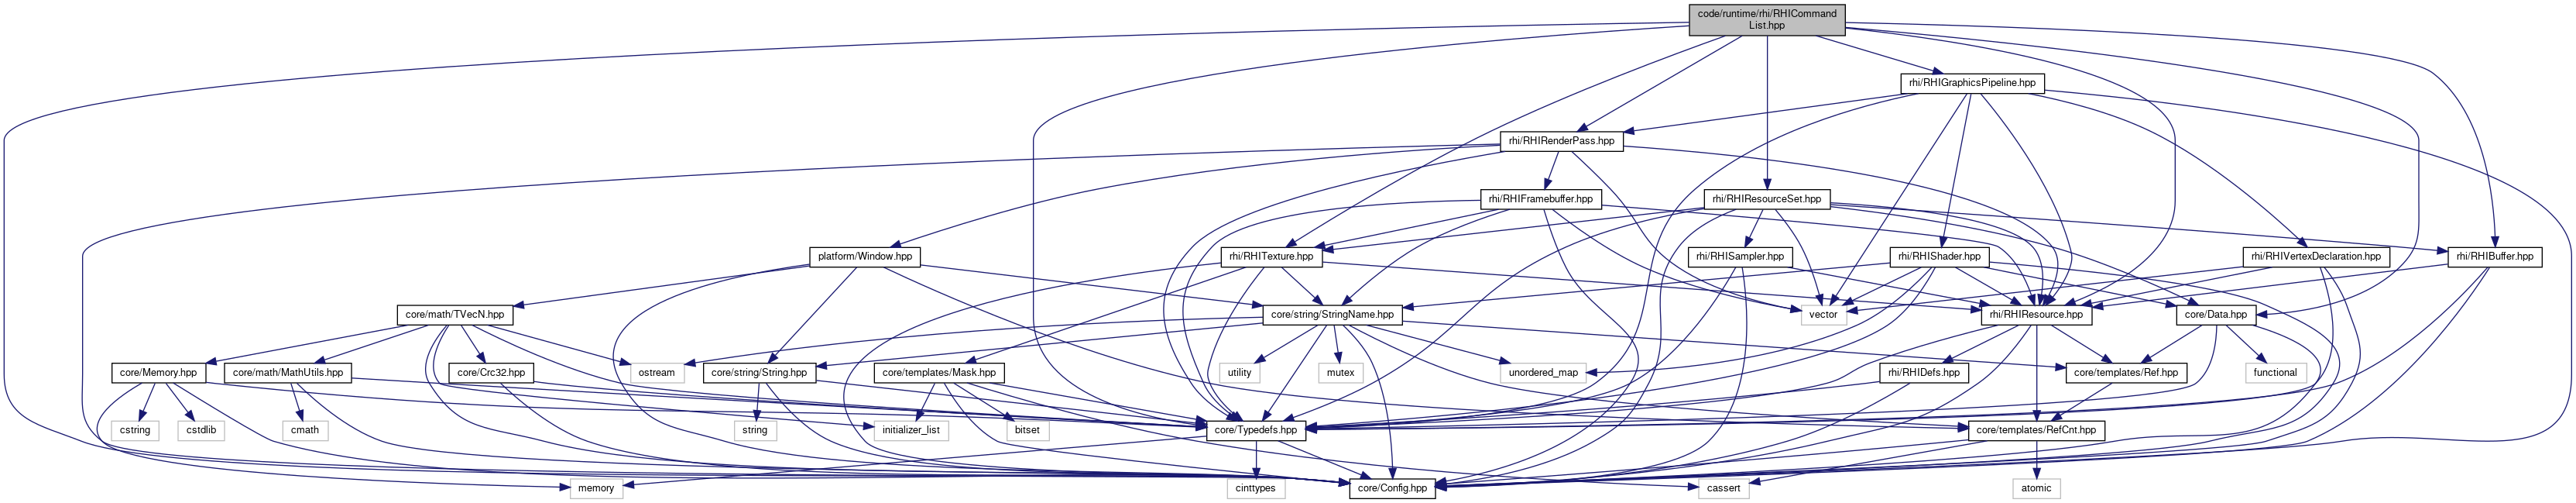 code/runtime/rhi/RHICommand
List.hpp
rhi/RHIGraphicsPipeline.hpp
rhi/RHIRenderPass.hpp
rhi/RHIFramebuffer.hpp
rhi/RHIResourceSet.hpp
platform/Window.hpp
rhi/RHITexture.hpp
rhi/RHISampler.hpp
rhi/RHIShader.hpp
rhi/RHIVertexDeclaration.hpp
rhi/RHIBuffer.hpp
core/math/TVecN.hpp
core/string/StringName.hpp
vector
rhi/RHIResource.hpp
core/Data.hpp
core/Memory.hpp
core/math/MathUtils.hpp
core/Crc32.hpp
ostream
core/string/String.hpp
core/templates/Mask.hpp
utility
mutex
unordered_map
rhi/RHIDefs.hpp
core/templates/Ref.hpp
functional
cstring
cstdlib
cmath
string
initializer_list
bitset
core/Typedefs.hpp
core/templates/RefCnt.hpp
memory
cinttypes
core/Config.hpp
cassert
atomic